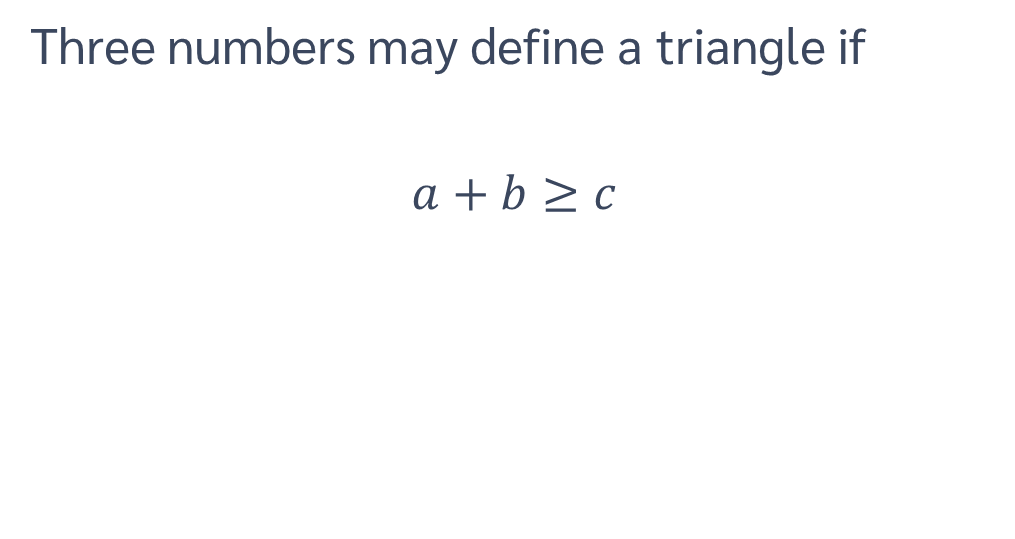 Three numbers may define a triangle if
a + b ≥ c